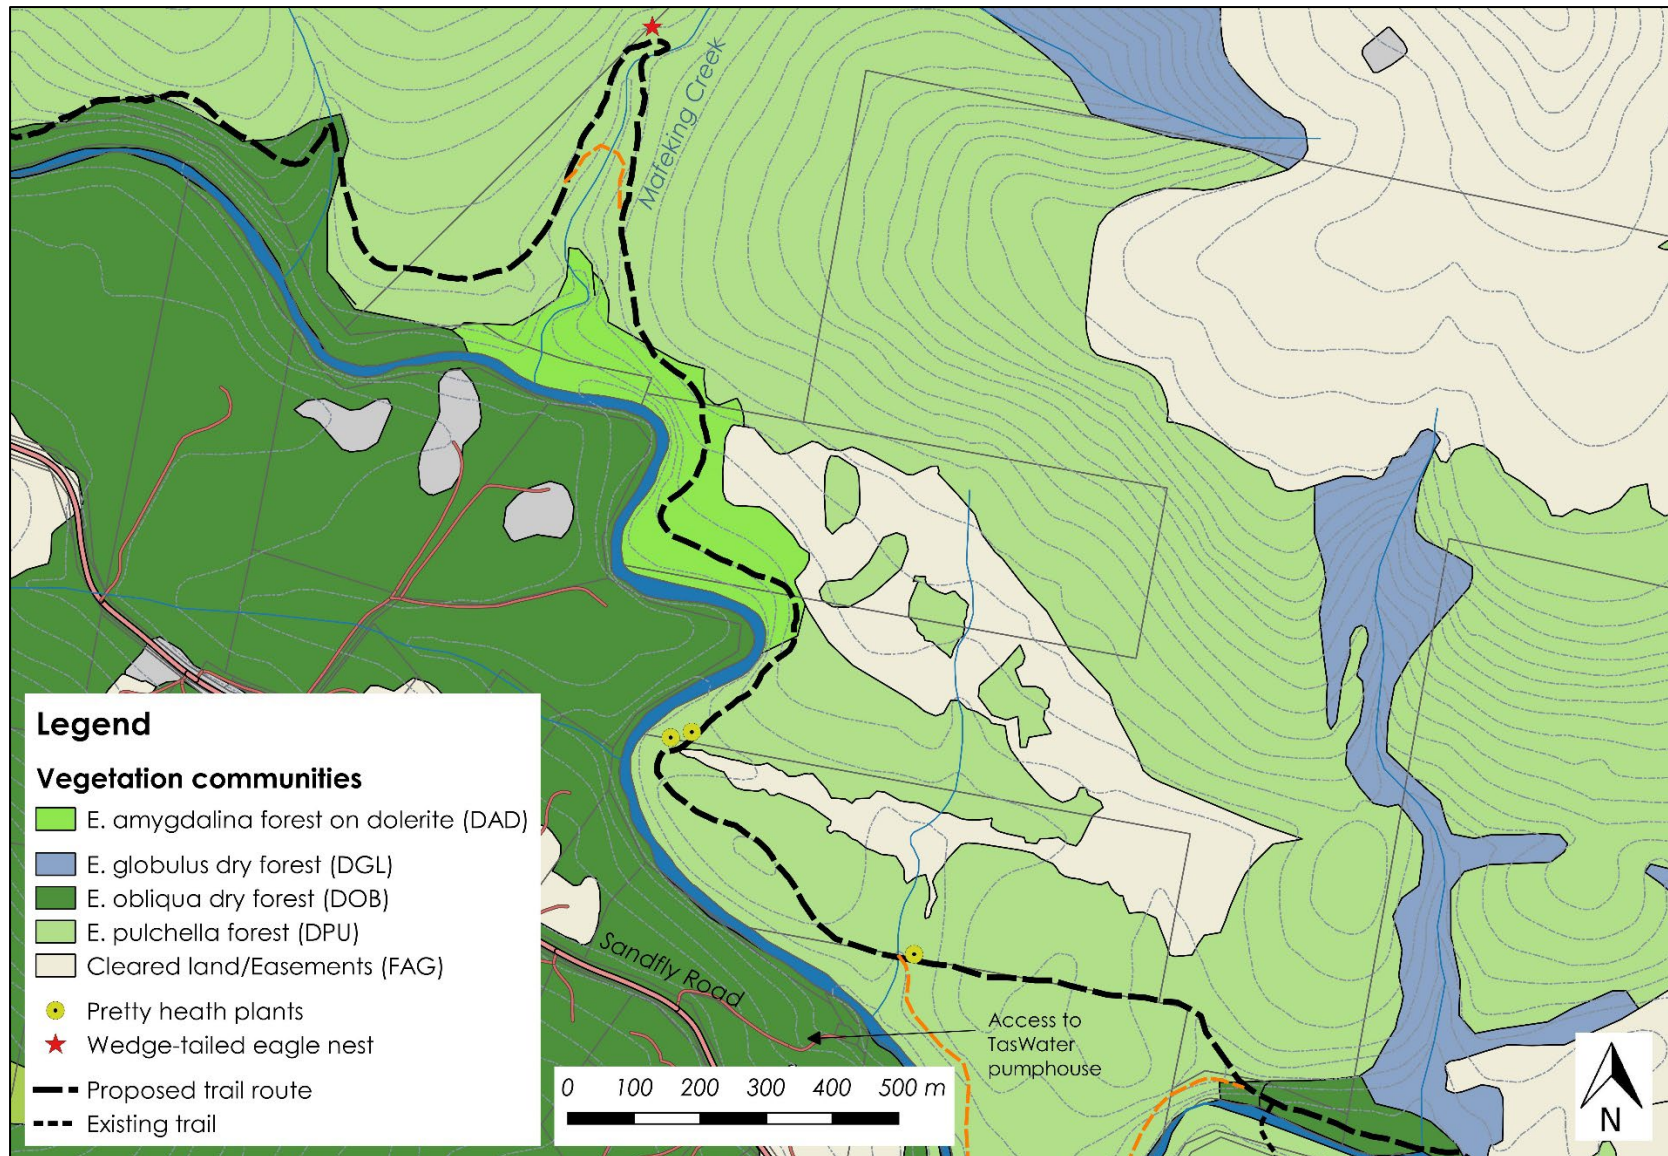 Mafeking Creek
Legend
Vegetation communities
E. amygdalina forest on dolerite (DAD)
E. globulus dry forest (DGL)
E. obliqua dry forest (DOB)
E. pulchella forest (DPU)
Cleared land/Easements (FAG)
Pretty heath plants
Wedge-tailed eagle nest
Proposed trail route
Existing trail
Sandfly Road
Access to
TasWater
pumphouse
0 100 200 300 400 500 m
N